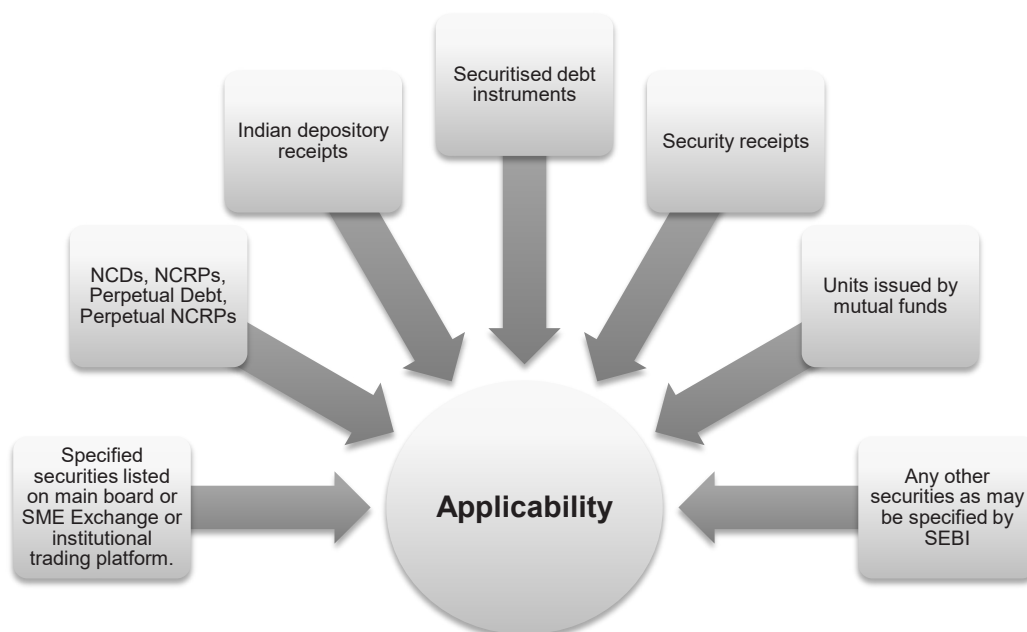 Securitised debt
instruments
Indian depository
receipts
Security receipts
NCDs, NCRPs,
Perpetual Debt,
Perpetual NCRPs
Units issued by
mutual funds
Specified
securities listed
on main board or
SME Exchange or
institutional
trading platform.
Applicability
Any other
securities as may
be specified by
SEBI